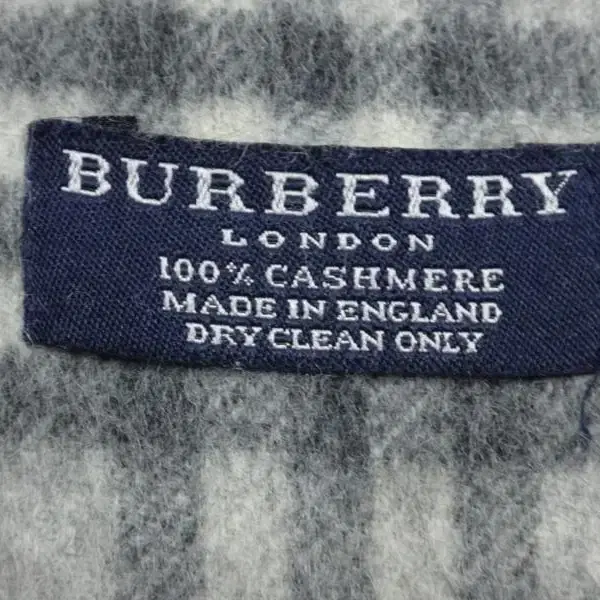 BURBERRY
LONDON
100% CASHMERE
MADE IN ENGLAND
DRY CLEAN ONLY